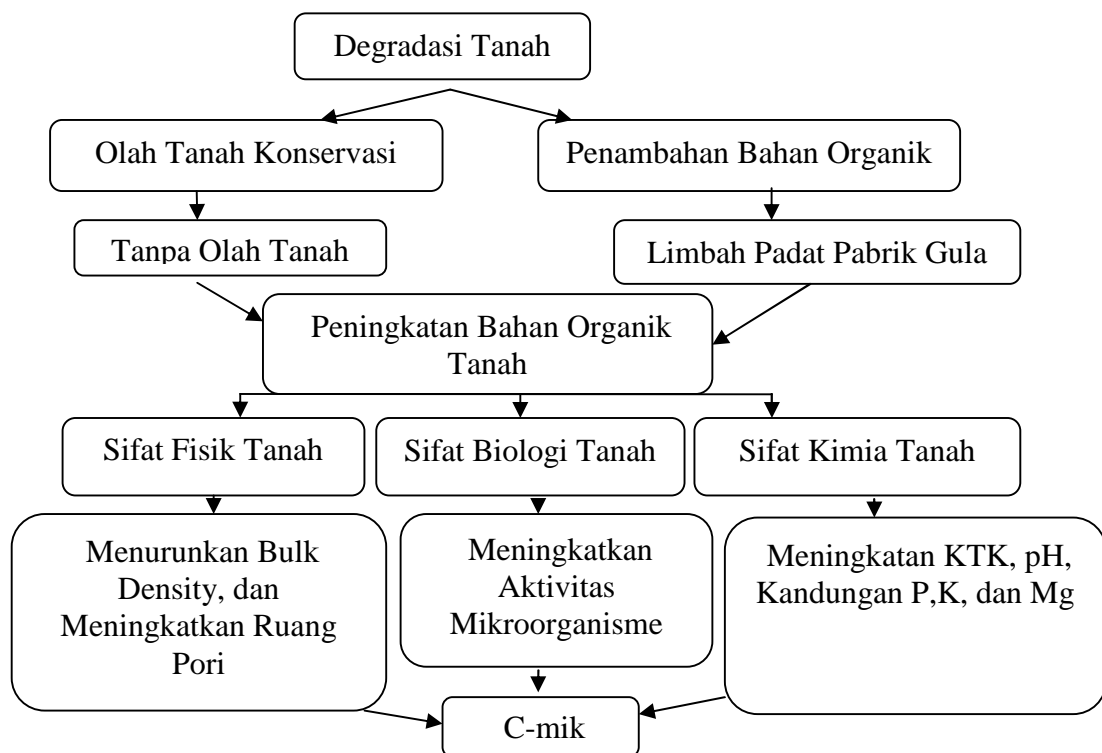 Degradasi Tanah
Olah Tanah Konservasi
Penambahan Bahan Organik
Tanpa Olah Tanah
Limbah Padat Pabrik Gula
Peningkatan Bahan Organik
Tanah
Sifat Fisik Tanah
Sifat Biologi Tanah
Sifat Kimia Tanah
Menurunkan Bulk
Density, dan
Meningkatkan Ruang
Pori
Meningkatkan
Aktivitas
Mikroorganisme
Meningkatan KTK, pH,
Kandungan P,K, dan Mg
C-mik